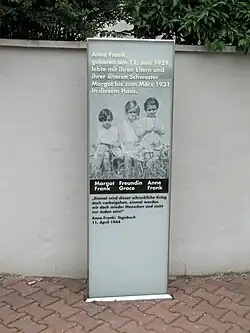 Anne Frank,
geboren am 12. Juni 1929,
lebte mit ihren Eltern und
ihrer älteren Schwester
Margot bis zum März 1931
in diesem Haus.
Margot Freundin Anne
Frank Grace Frank
„Einmal wird dieser schreckliche Krieg
doch vorbeigehen, einmal werden
wir doch wieder Menschen und nicht
nur Juden sein!“
Anne Frank: Tagebuch
11. April 1944